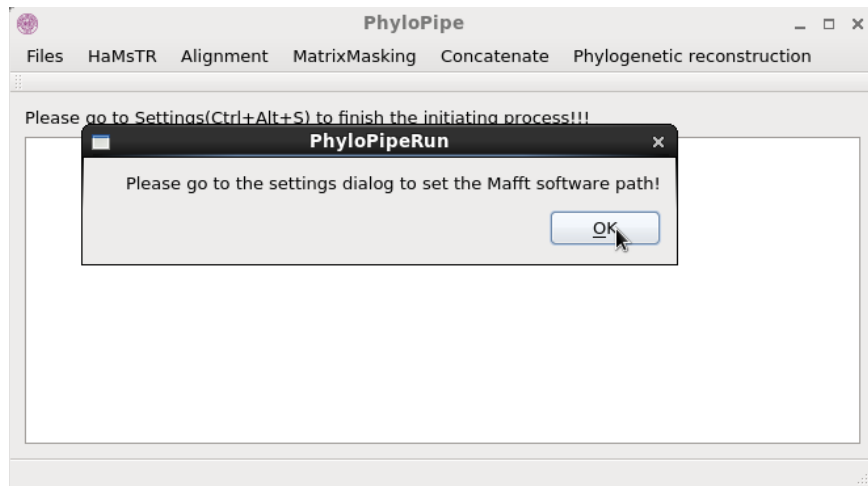 PhyloPipe
Files HaMsTR Alignment MatrixMasking Concatenate Phylogenetic reconstruction
Please go to Settings(Ctrl+Alt+S) to finish the initiating process!!!
PhyloPipeRun
Please go to the settings dialog to set the Mafft software path!
OK